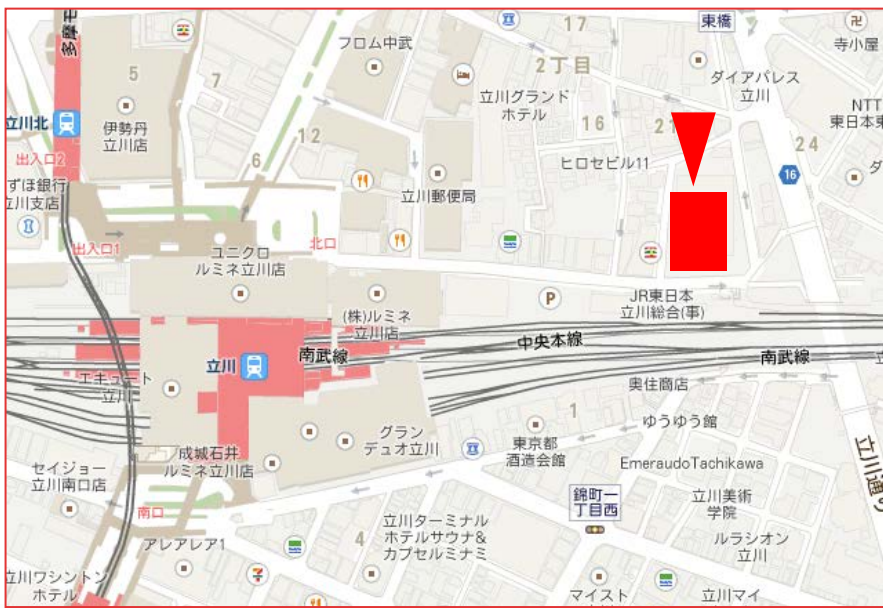 多摩モ
5
7
17
東橋
寺小屋
フロム中武
2丁目
ダイアパレス
立川
立川グランド
ホテル
NTT
東日本東
立川北
伊勢丹
立川店
12
16
21
24
出入口2
6
ヒロセビル11
16
ダ
ずほ銀行
立川支店
立川郵便局
出入口1
ユニクロ
ルミネ立川店
北口
P
JR東日本
立川総合(事)
(株)ルミネ
立川店
立川
南武線
中央本線
南武線
エキュート
立川
奥住商店
1
ゆうゆう館
グラン
デュオ立川
東京都
酒造会館
成城石井
ルミネ立川店
EmeraudoTachikawa
立川通り
セイジョー
立川南口店
錦町一
丁目西
立川美術
学院
南口
4
立川ターミナル
ホテルサウナ&
カプセルミナミ
ルラシオン
立川
アレアレア1
7
立川ワシントン
ホテル
マイスト
立川マイ